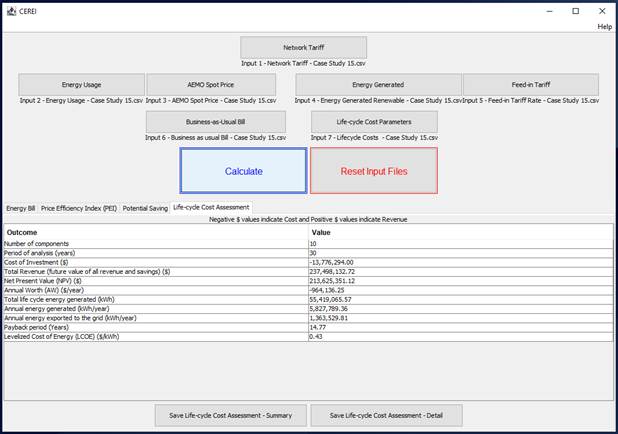 CEREI
Help
Network Tariff
Input 1 - Network Tariff - Case Study 15.csv
Energy Usage AEMO Spot Price Energy Generated Feed-in Tariff
Input 2 - Energy Usage - Case Study 15.csv Input 3 - AEMO Spot Price - Case Study 15.csv Input 4 - Energy Generated Renewable - Case Study 15.csv Input 5 - Feed-in Tariff Rate - Case Study 15.csv
Business-as-Usual Bill Life-cycle Cost Parameters
Input 6 - Business as usual Bill - Case Study 15.csv Input 7 - Lifecycle Costs - Case Study 15.csv
Calculate Reset Input Files
Energy Bill Price Efficiency Index (PEI) Potential Saving Life-cycle Cost Assessment
Negative $ values indicate Cost and Positive $ values indicate Revenue
Outcome Value
Number of components 10
Period of analysis (years) 30
Cost of Investment ($) -13,776,294.00
Total Revenue (future value of all revenue and savings) ($) 237,498,132.72
Net Present Value (NPV) ($) 213,625,351.12
Annual Worth (AW) ($/year) -964,136.25
Total life cycle energy generated (kWh) 55,419,065.57
Annual energy generated (kWh/year) 5,827,789.36
Annual energy exported to the grid (kWh/year) 1,363,529.81
Payback period (Years) 14.77
Levelized Cost of Energy (LCOE) ($/kWh) 0.43
Save Life-cycle Cost Assessment - Summary Save Life-cycle Cost Assessment - Detail